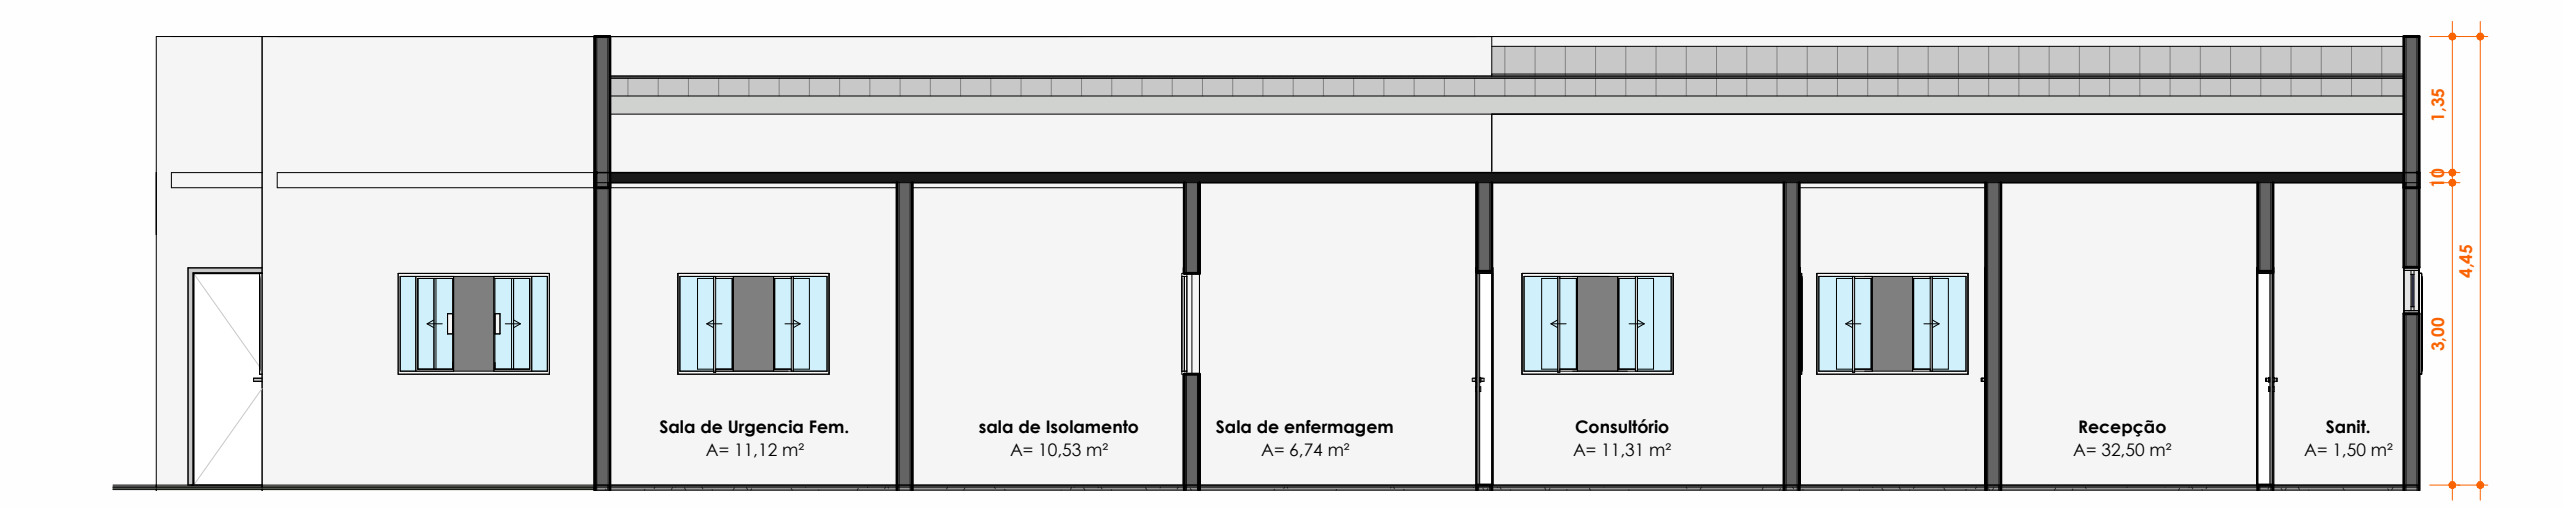 Sala de Urgencia Fem.
A= 11,12 m²
sala de Isolamento
A= 10,53 m²
Sala de enfermagem
A= 6,74 m²
Consultório
A= 11,31 m²
Recepção
A= 32,50 m²
Sanit.
A= 1,50 m²
1,35
10
3,00
4,45